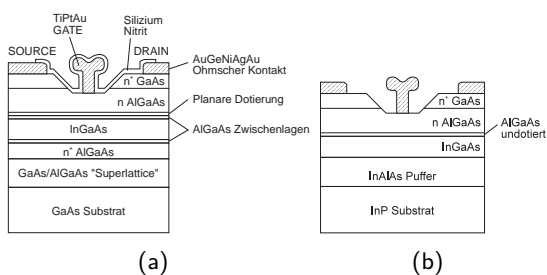 TiPtAu
GATE
Silizium
Nitrit
SOURCE
DRAIN
AuGeNiAgAu
Ohmscher Kontakt
n⁺ GaAs
n AlGaAs
Planare Dotierung
InGaAs
AlGaAs Zwischenlagen
n⁺ AlGaAs
GaAs/AlGaAs "Superlattice"
GaAs Substrat
(a)
n⁺ GaAs
n AlGaAs
AlGaAs
undotiert
InGaAs
InAlAs Puffer
InP Substrat
(b)